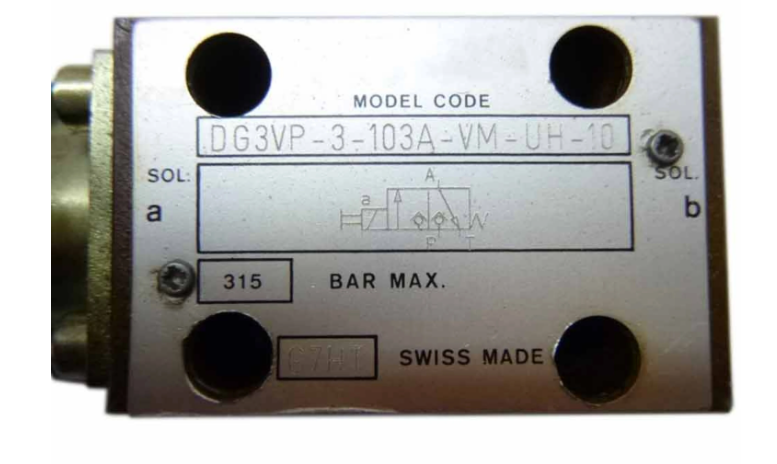 MODEL CODE
DG3VP-3-103A-VM-UH-10
SOL. SOL.
a b
A
a
P T
315 BAR MAX.
SWISS MADE